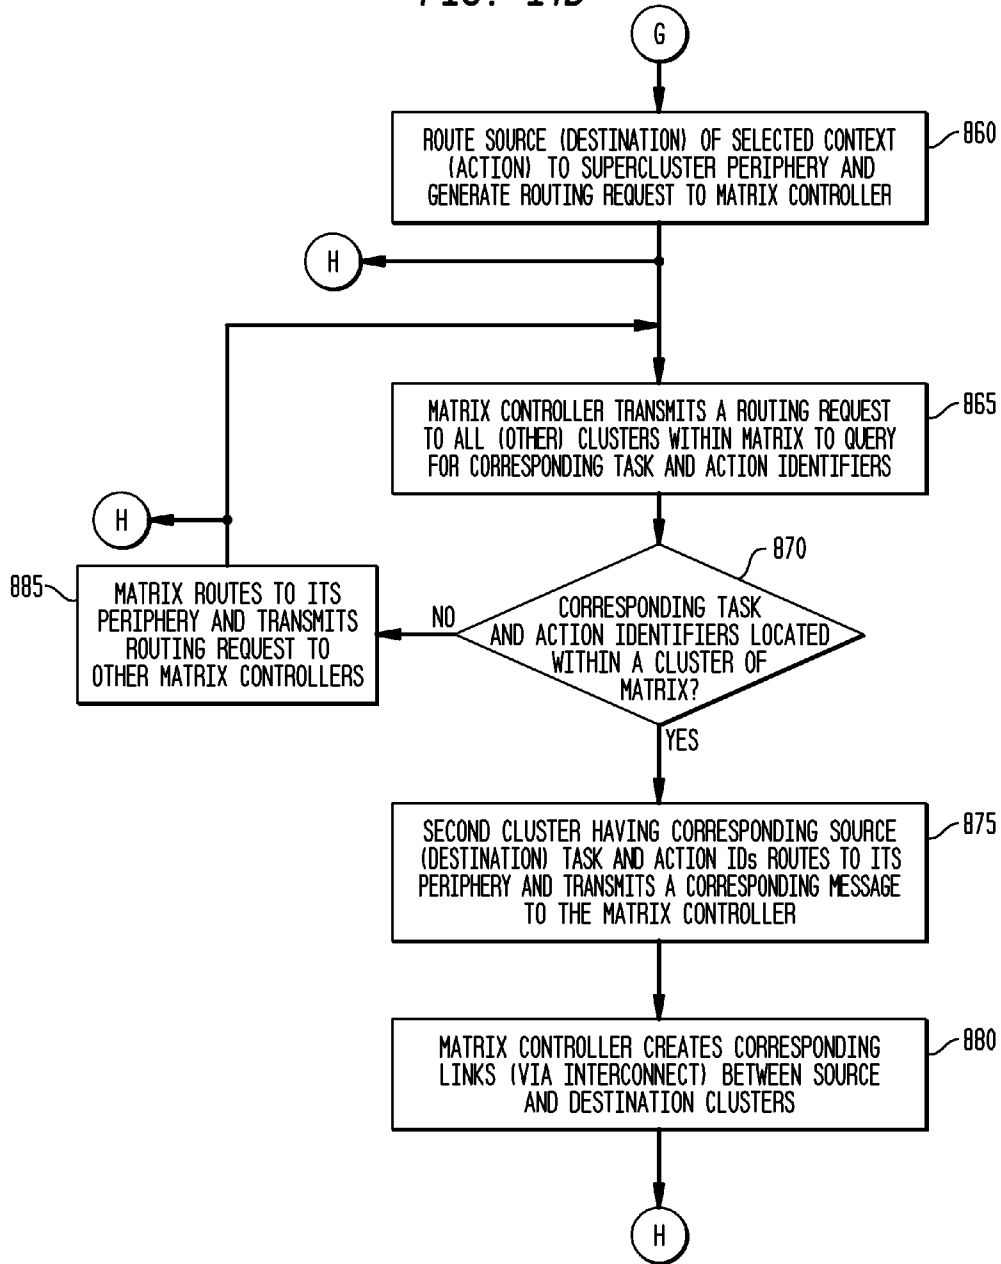 G
ROUTE SOURCE (DESTINATION) OF SELECTED CONTEXT
(ACTION) TO SUPERCLUSTER PERIPHERY AND
GENERATE ROUTING REQUEST TO MATRIX CONTROLLER
860
H
MATRIX CONTROLLER TRANSMITS A ROUTING REQUEST
TO ALL (OTHER) CLUSTERS WITHIN MATRIX TO QUERY
FOR CORRESPONDING TASK AND ACTION IDENTIFIERS
865
H
885
MATRIX ROUTES TO ITS
PERIPHERY AND TRANSMITS
ROUTING REQUEST TO
OTHER MATRIX CONTROLLERS
NO
870
CORRESPONDING TASK
AND ACTION IDENTIFIERS LOCATED
WITHIN A CLUSTER OF
MATRIX?
YES
SECOND CLUSTER HAVING CORRESPONDING SOURCE
(DESTINATION) TASK AND ACTION IDs ROUTES TO ITS
PERIPHERY AND TRANSMITS A CORRESPONDING MESSAGE
TO THE MATRIX CONTROLLER
875
MATRIX CONTROLLER CREATES CORRESPONDING
LINKS (VIA INTERCONNECT) BETWEEN SOURCE
AND DESTINATION CLUSTERS
880
H